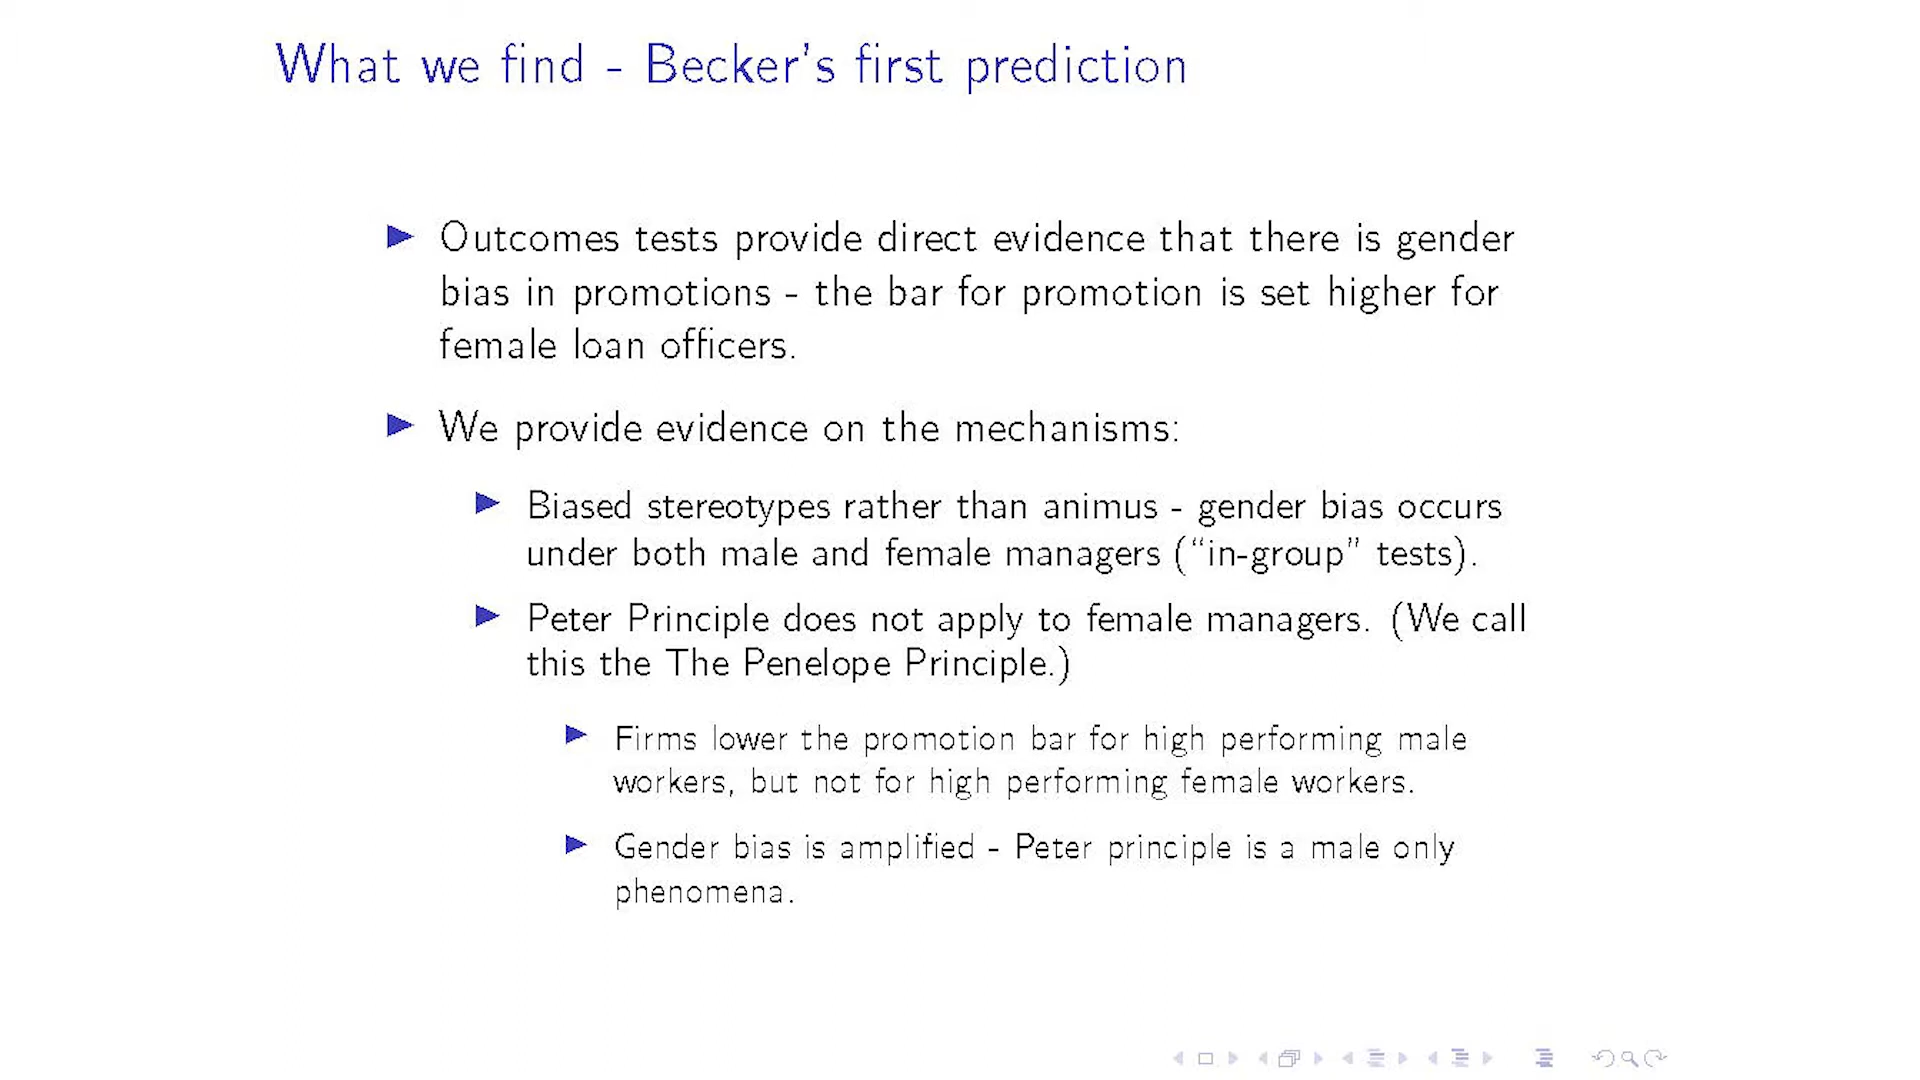 What we find - Becker's first prediction
Outcomes tests provide direct evidence that there is gender
bias in promotions - the bar for promotion is set higher for
female loan officers.
We provide evidence on the mechanisms:
Biased stereotypes rather than animus - gender bias occurs
under both male and female managers (“in-group” tests).
Peter Principle does not apply to female managers. (We call
this the The Penelope Principle.)
Firms lower the promotion bar for high performing male
workers, but not for high performing female workers.
Gender bias is amplified - Peter principle is a male only
phenomena.